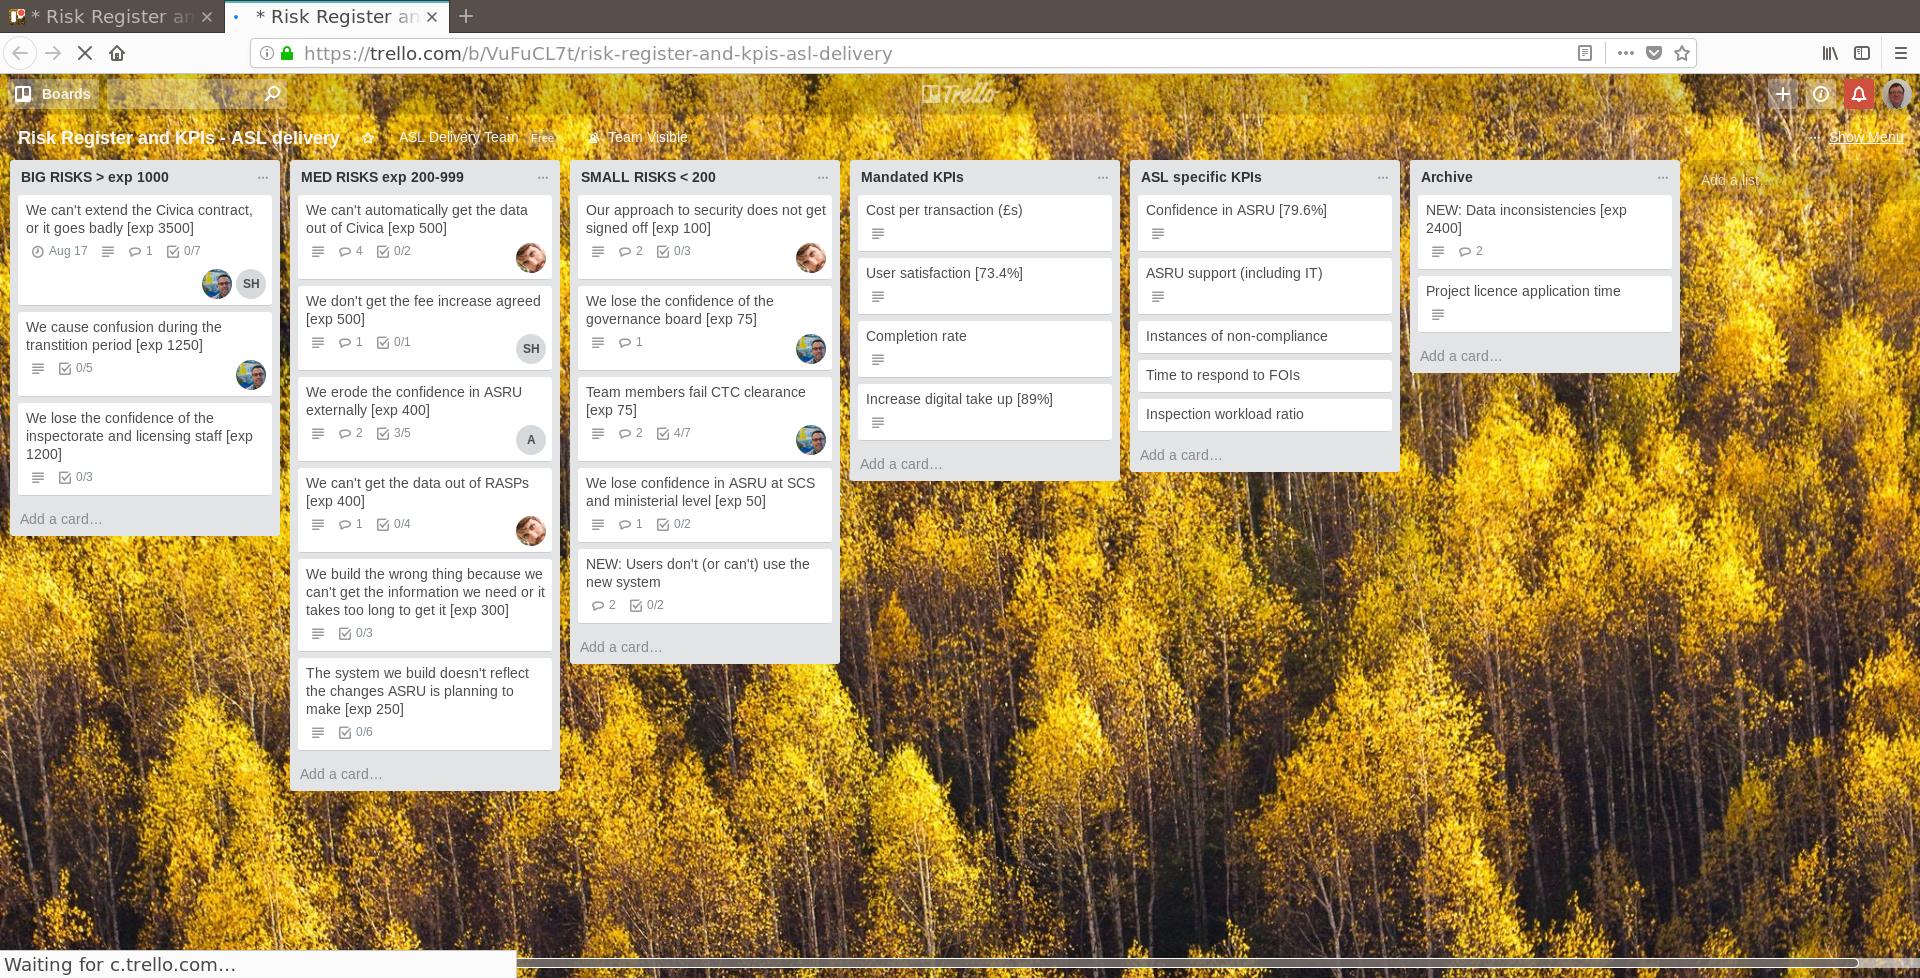 * Risk Register an
* Risk Register an
https://trello.com/b/VuFuCL7t/risk-register-and-kpis-asl-delivery
Boards
Trello
Risk Register and KPIs - ASL delivery
ASL Delivery Team
Free
Team Visible
Show Menu
BIG RISKS > exp 1000
We can't extend the Civica contract,
or it goes badly [exp 3500]
Aug 17
1
0/7
SH
We cause confusion during the
transtition period [exp 1250]
0/5
We lose the confidence of the
inspectorate and licensing staff [exp
1200]
0/3
Add a card...
MED RISKS exp 200-999
We can't automatically get the data
out of Civica [exp 500]
4
0/2
We don't get the fee increase agreed
[exp 500]
1
0/1
SH
We erode the confidence in ASRU
externally [exp 400]
2
3/5
A
We can't get the data out of RASPs
[exp 400]
1
0/4
We build the wrong thing because we
can't get the information we need or it
takes too long to get it [exp 300]
0/3
The system we build doesn't reflect
the changes ASRU is planning to
make [exp 250]
0/6
Add a card...
SMALL RISKS < 200
Our approach to security does not get
signed off [exp 100]
2
0/3
We lose the confidence of the
governance board [exp 75]
1
Team members fail CTC clearance
[exp 75]
2
4/7
We lose confidence in ASRU at SCS
and ministerial level [exp 50]
1
0/2
NEW: Users don't (or can't) use the
new system
2
0/2
Add a card...
Mandated KPIs
Cost per transaction (£s)
User satisfaction [73.4%]
Completion rate
Increase digital take up [89%]
Add a card...
ASL specific KPIs
Confidence in ASRU [79.6%]
ASRU support (including IT)
Instances of non-compliance
Time to respond to FOIs
Inspection workload ratio
Add a card...
Archive
NEW: Data inconsistencies [exp
2400]
2
Project licence application time
Add a card...
Add a list...
Waiting for c.trello.com...